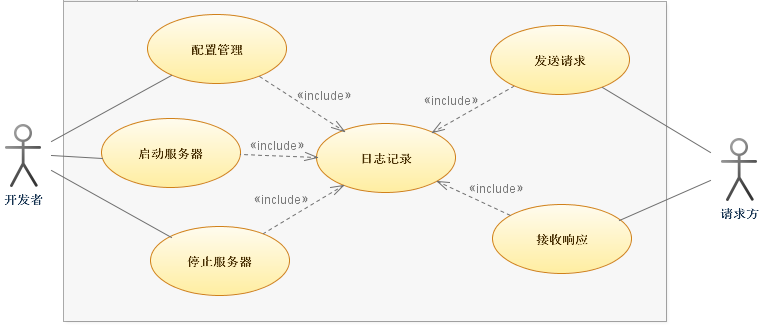 配置管理
发送请求
«include»
«include»
启动服务器
«include»
日志记录
开发者
«include»
«include»
请求方
停止服务器
接收响应